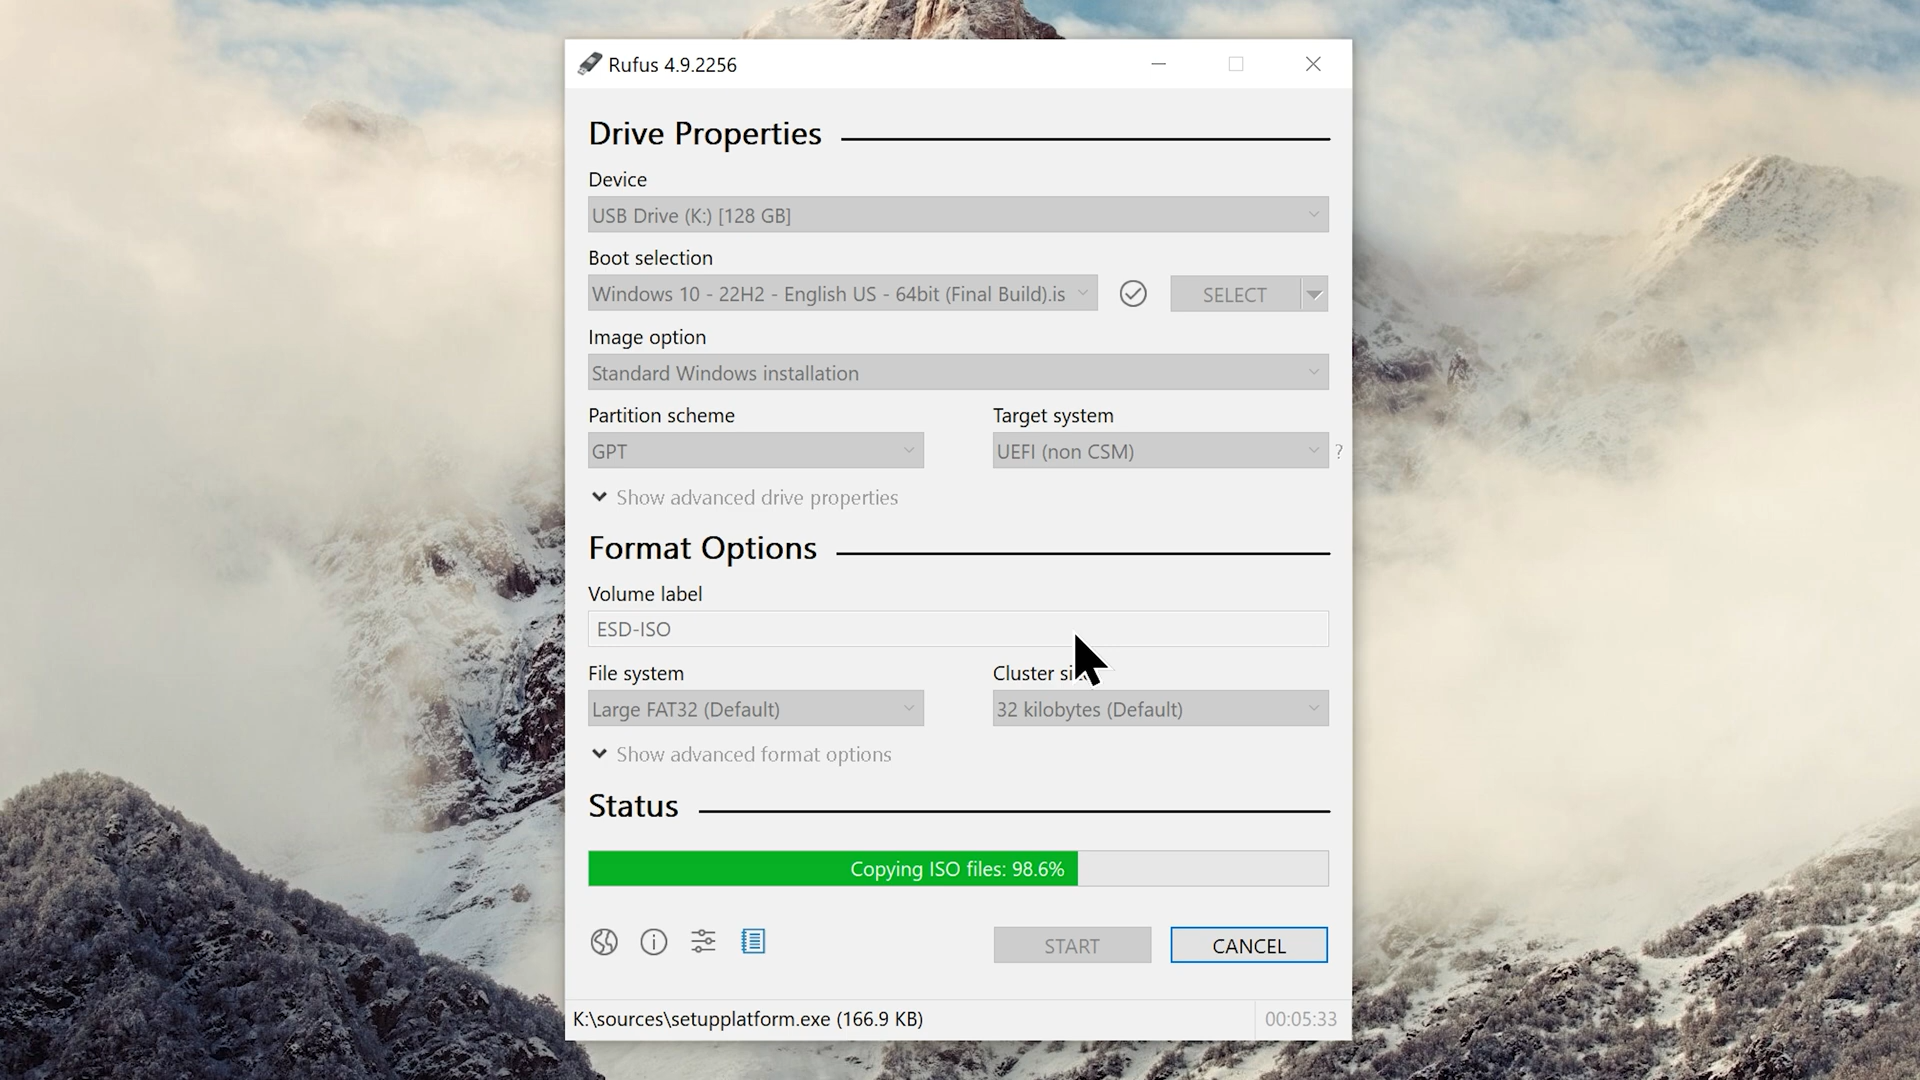 Rufus 4.9.2256
Drive Properties
Device
USB Drive (K:) [128 GB]
Boot selection
Windows 10 - 22H2 - English US - 64bit (Final Build).is
SELECT
Image option
Standard Windows installation
Partition scheme
Target system
GPT
UEFI (non CSM)
?
Show advanced drive properties
Format Options
Volume label
ESD-ISO
File system
Cluster si
Large FAT32 (Default)
32 kilobytes (Default)
Show advanced format options
Status
Copying ISO files: 98.6%
START
CANCEL
K:\sources\setupplatform.exe (166.9 KB)
00:05:33